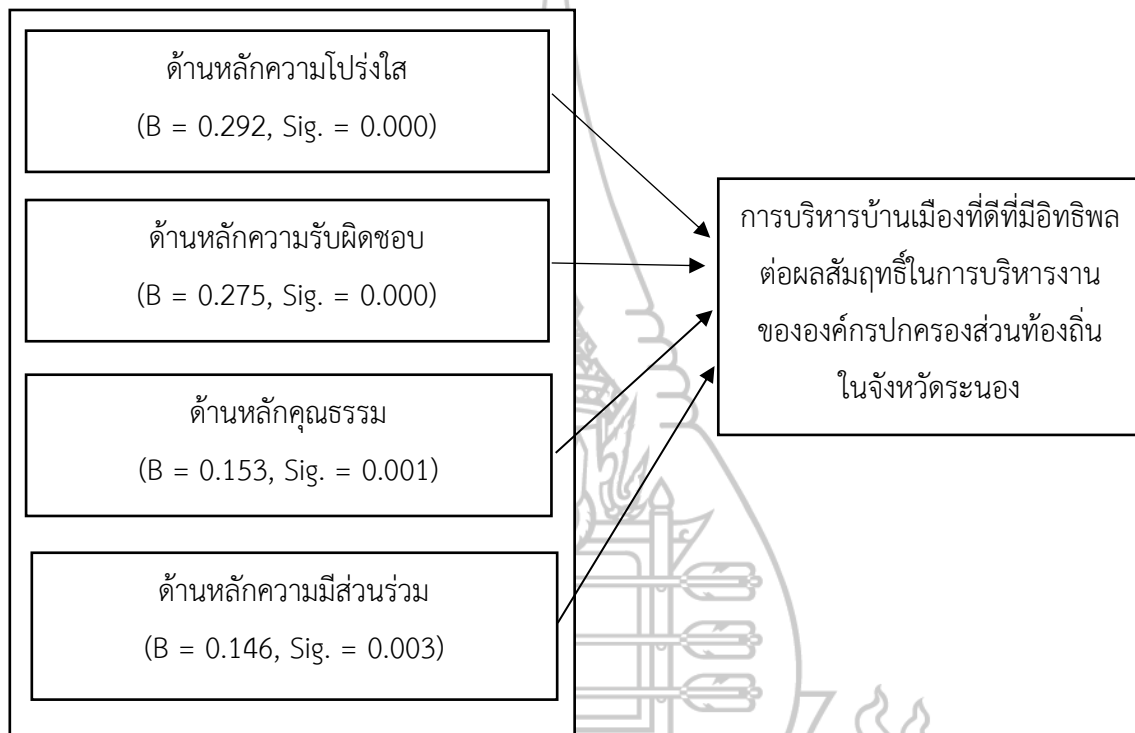 ด้านหลักความโปร่งใส
(B = 0.292, Sig. = 0.000)
ด้านหลักความรับผิดชอบ
(B = 0.275, Sig. = 0.000)
ด้านหลักคุณธรรม
(B = 0.153, Sig. = 0.001)
ด้านหลักความมีส่วนร่วม
(B = 0.146, Sig. = 0.003)
การบริหารบ้านเมืองที่ดีที่มีอิทธิพล
ต่อผลสัมฤทธิ์ในการบริหารงาน
ขององค์กรปกครองส่วนท้องถิ่น
ในจังหวัดระนอง